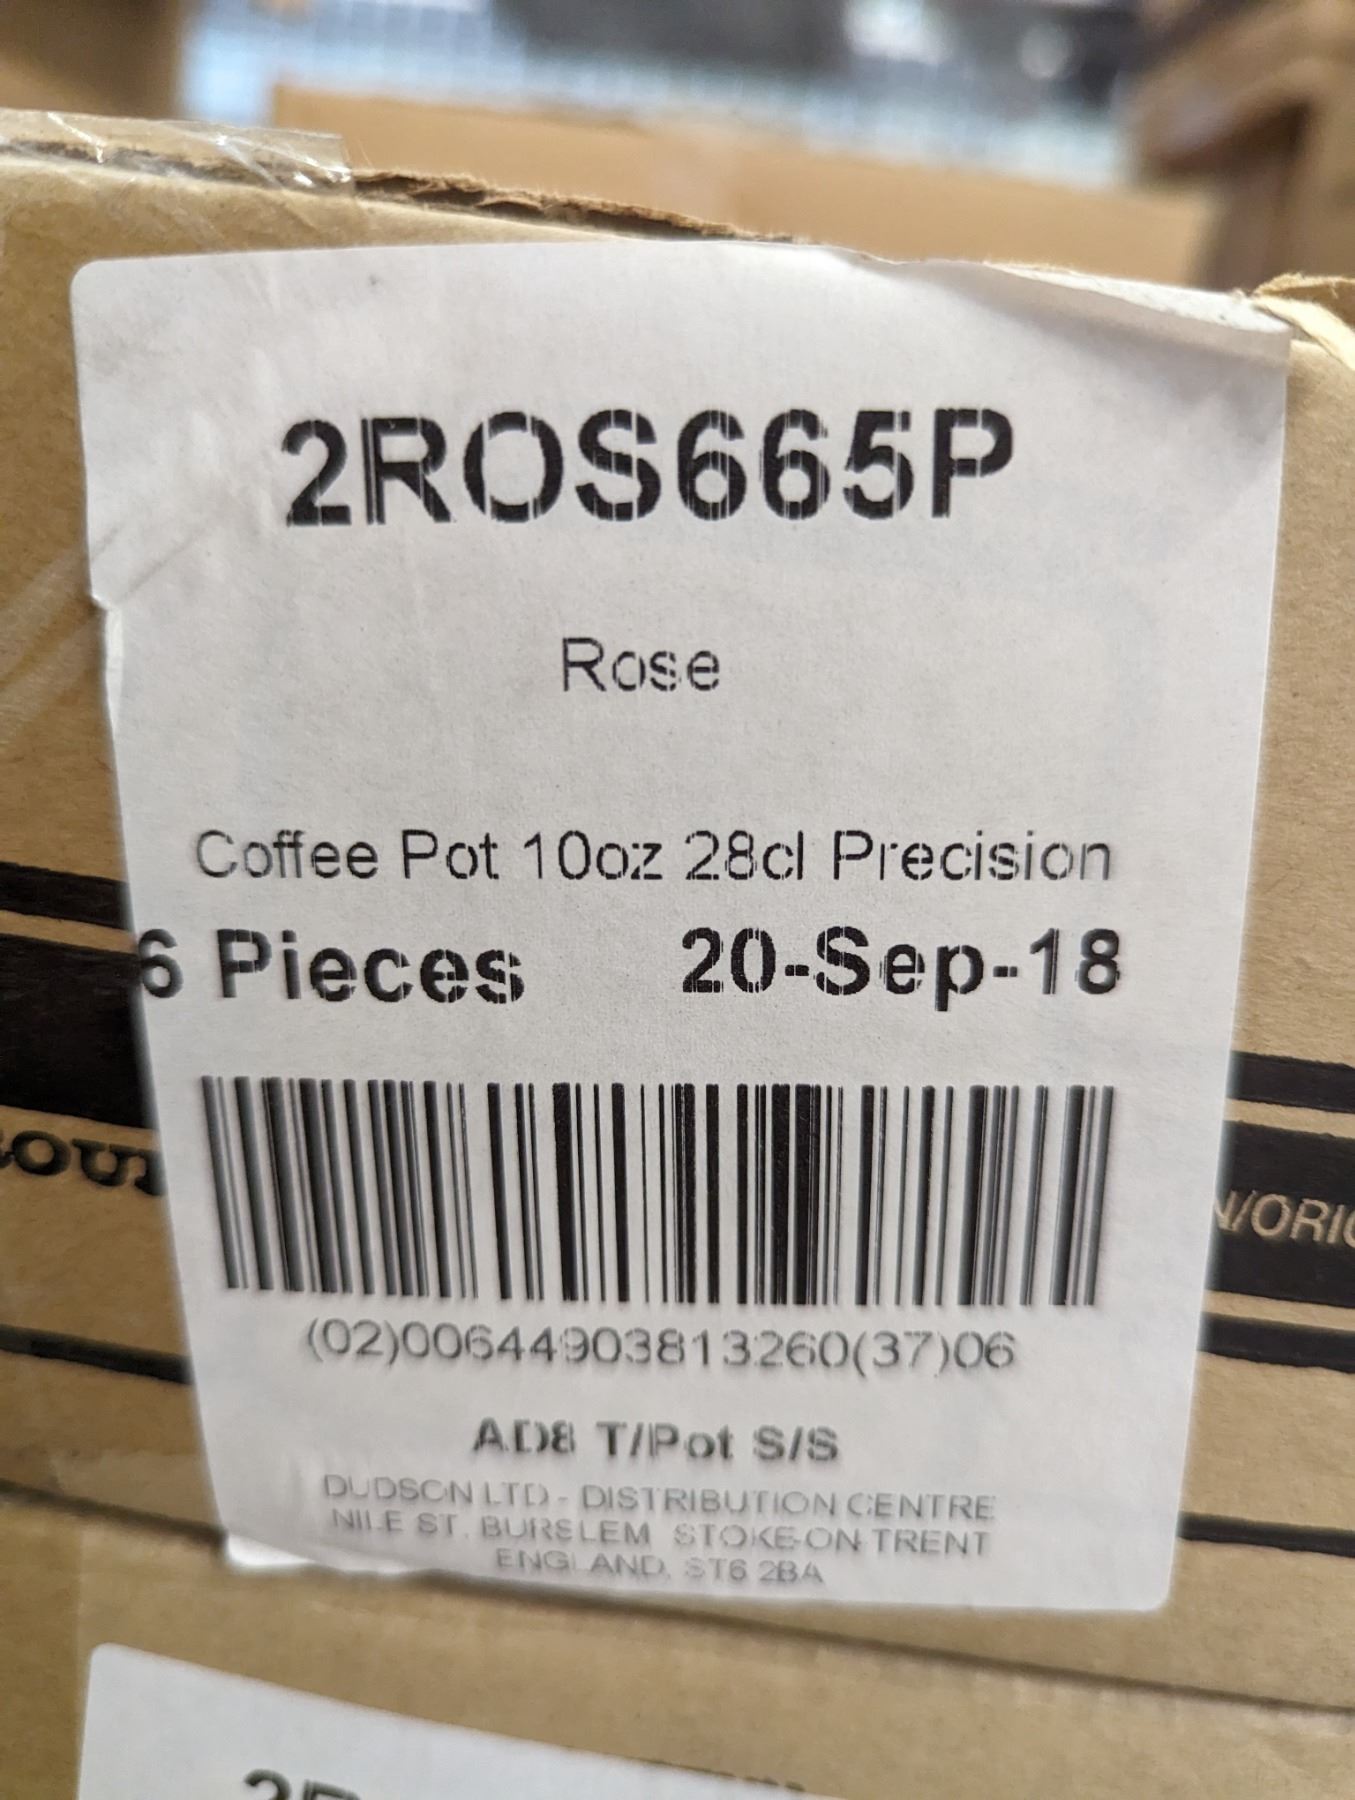 2ROS665P
Rose
Coffee Pot 10oz 28cl Precision
6 Pieces 20-Sep-18
(02)00644903813260(37)06
AD8 T/Pot S/S
DUDSON LTD - DISTRIBUTION CENTRE
NILE ST, BURSLEM STOKE-ON TRENT
ENGLAND, ST6 2BA